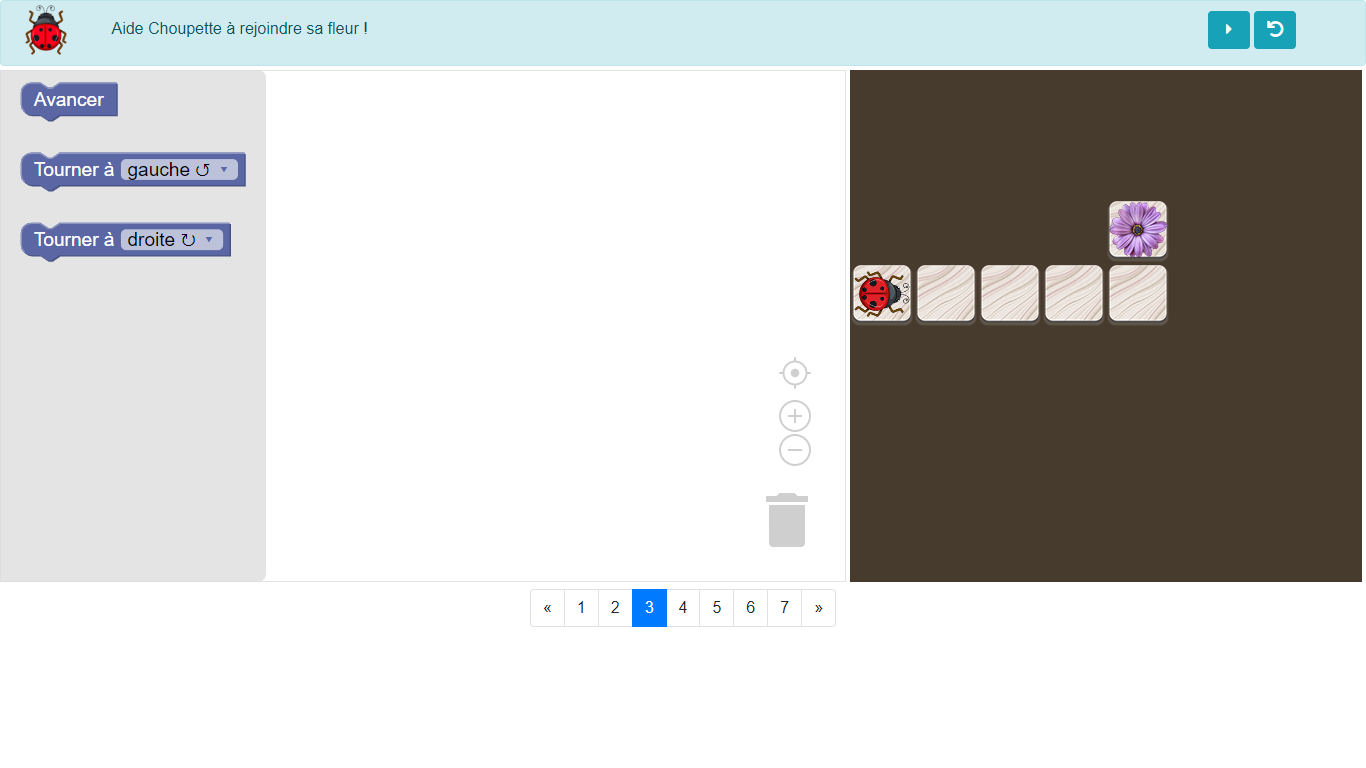 Aide Choupette à rejoindre sa fleur !
Avancer
Tourner à gauche ↺ ▾
Tourner à droite ↻ ▾
« 1 2 3 4 5 6 7 »